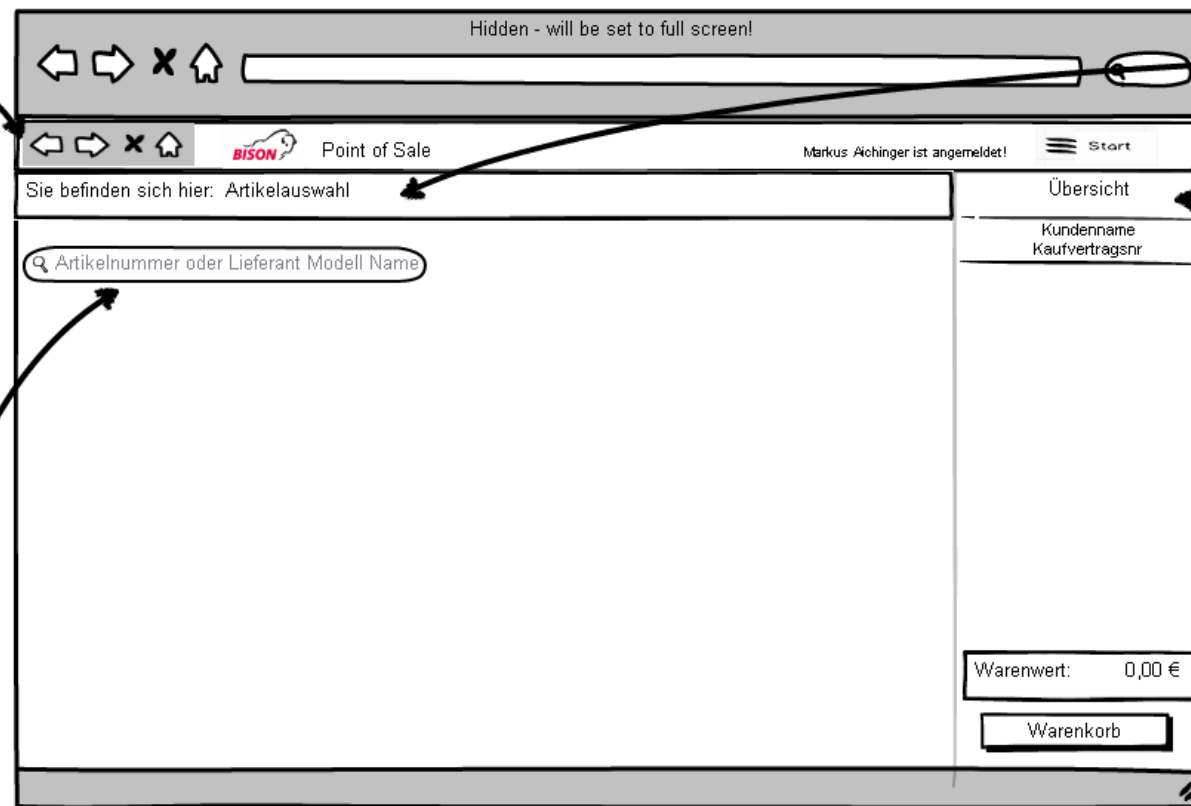 Hidden - will be set to full screen!
BISON
Point of Sale
Markus Aichinger ist angemeldet!
Start
Sie befinden sich hier: Artikelauswahl
Übersicht
Kundenname
Kaufvertragsnr
Artikelnummer oder Lieferant Modell Name
Warenwert: 0,00 €
Warenkorb